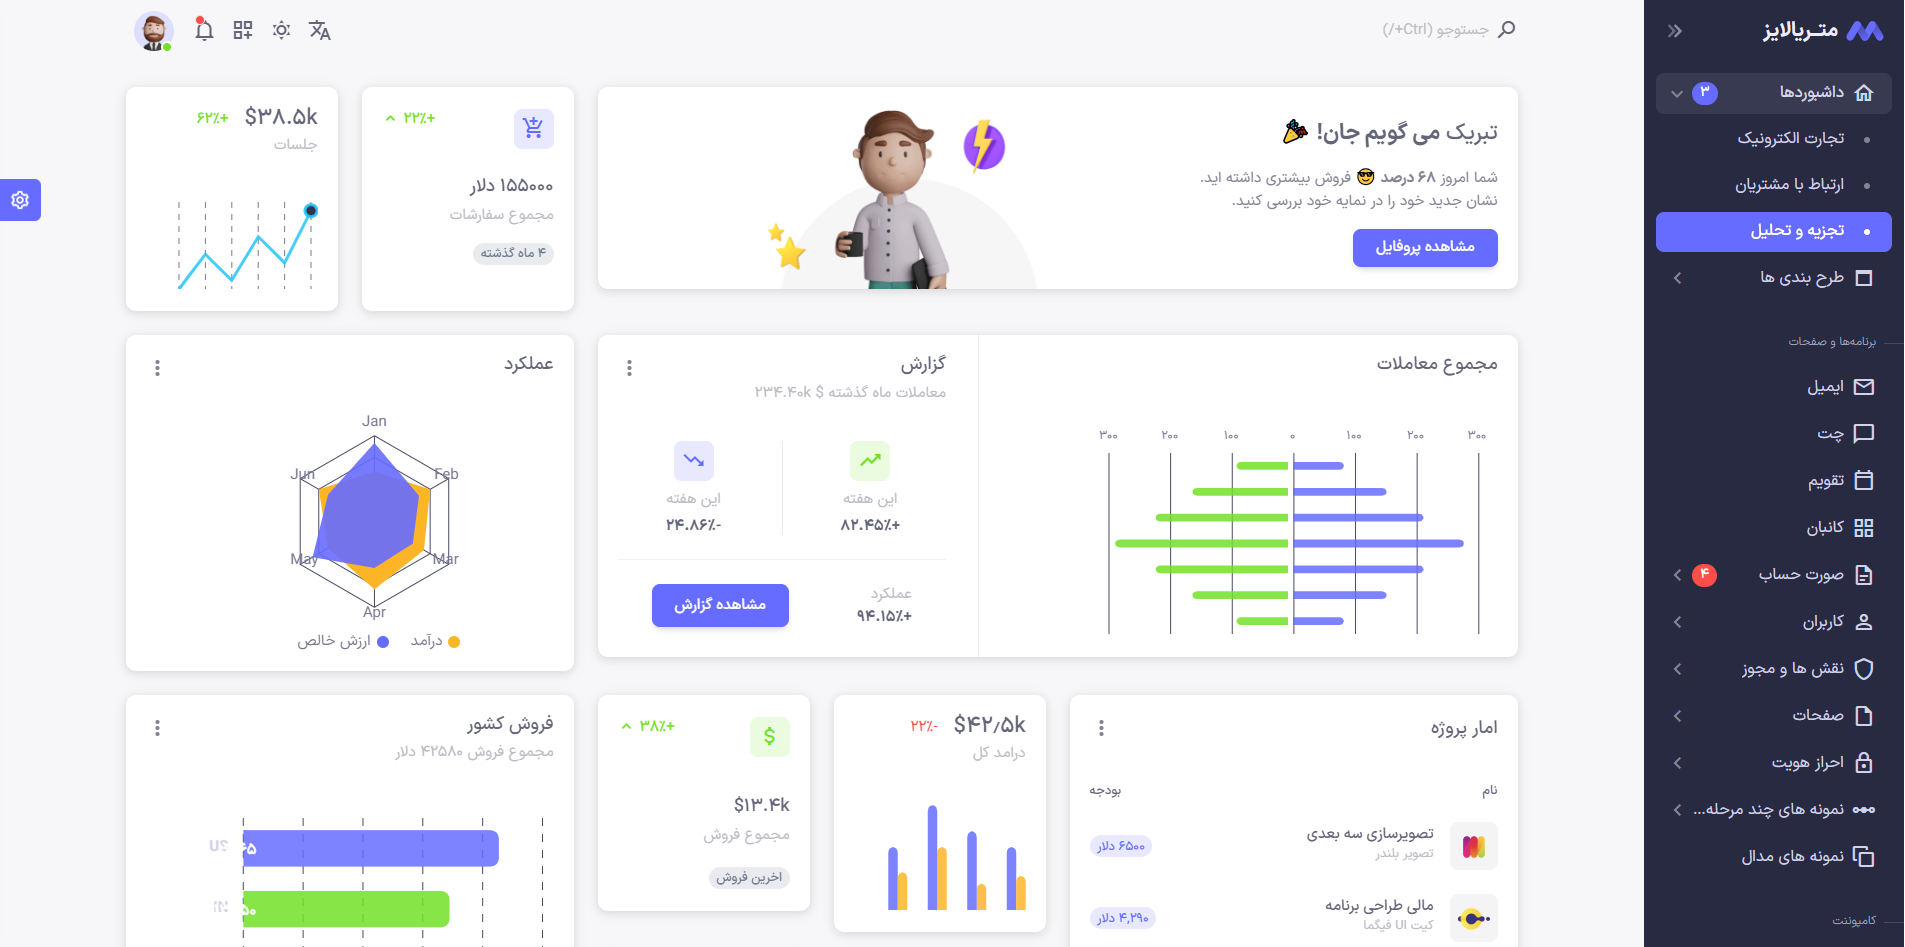 متـریالایز
داشبوردها
۳
تجارت الکترونیک
ارتباط با مشتریان
تجزیه و تحلیل
طرح بندی ها
برنامه‌ها و صفحات
ایمیل
چت
تقویم
کانبان
صورت حساب
۴
کاربران
نقش ها و مجوز
صفحات
احراز هویت
نمونه های چند مرحله...
نمونه های مدال
کامپوننت
جستوجو (Ctrl+/)
تبریک می گویم جان! 🎉
شما امروز ۶۸ درصد 😎 فروش بیشتری داشته اید.
نشان جدید خود را در نمایه خود بررسی کنید.
مشاهده پروفایل
+۲۲٪
۱۵۵۰۰۰ دلار
مجموع سفارشات
۴ ماه گذشته
$۳۸.۵k
+۶۲٪
جلسات
مجموع معاملات
۳۰۰ ۲۰۰ ۱۰۰ ۰ ۱۰۰ ۲۰۰ ۳۰۰
گزارش
معاملات ماه گذشته $ ۲۳۴.۴۰k
این هفته
+۸۲.۴۵٪
این هفته
-۲۴.۸۶٪
عملکرد
+۹۴.۱۵٪
مشاهده گزارش
عملکرد
Jan
Feb
Mar
Apr
May
Jun
درآمد
ارزش خالص
امار پروژه
نام
بودجه
تصویرسازی سه بعدی
تصویر بلندر
۶۵۰۰ دلار
مالی طراحی برنامه
کیت UI فیگما
۴,۲۹۰ دلار
$۴۲٫۵k
-۲۲٪
درامد کل
+۳۸٪
$۱۳.۴k
مجموع فروش
اخرین فروش
فروش کشور
مجموع فروش ۴۲۵۸۰ دلار